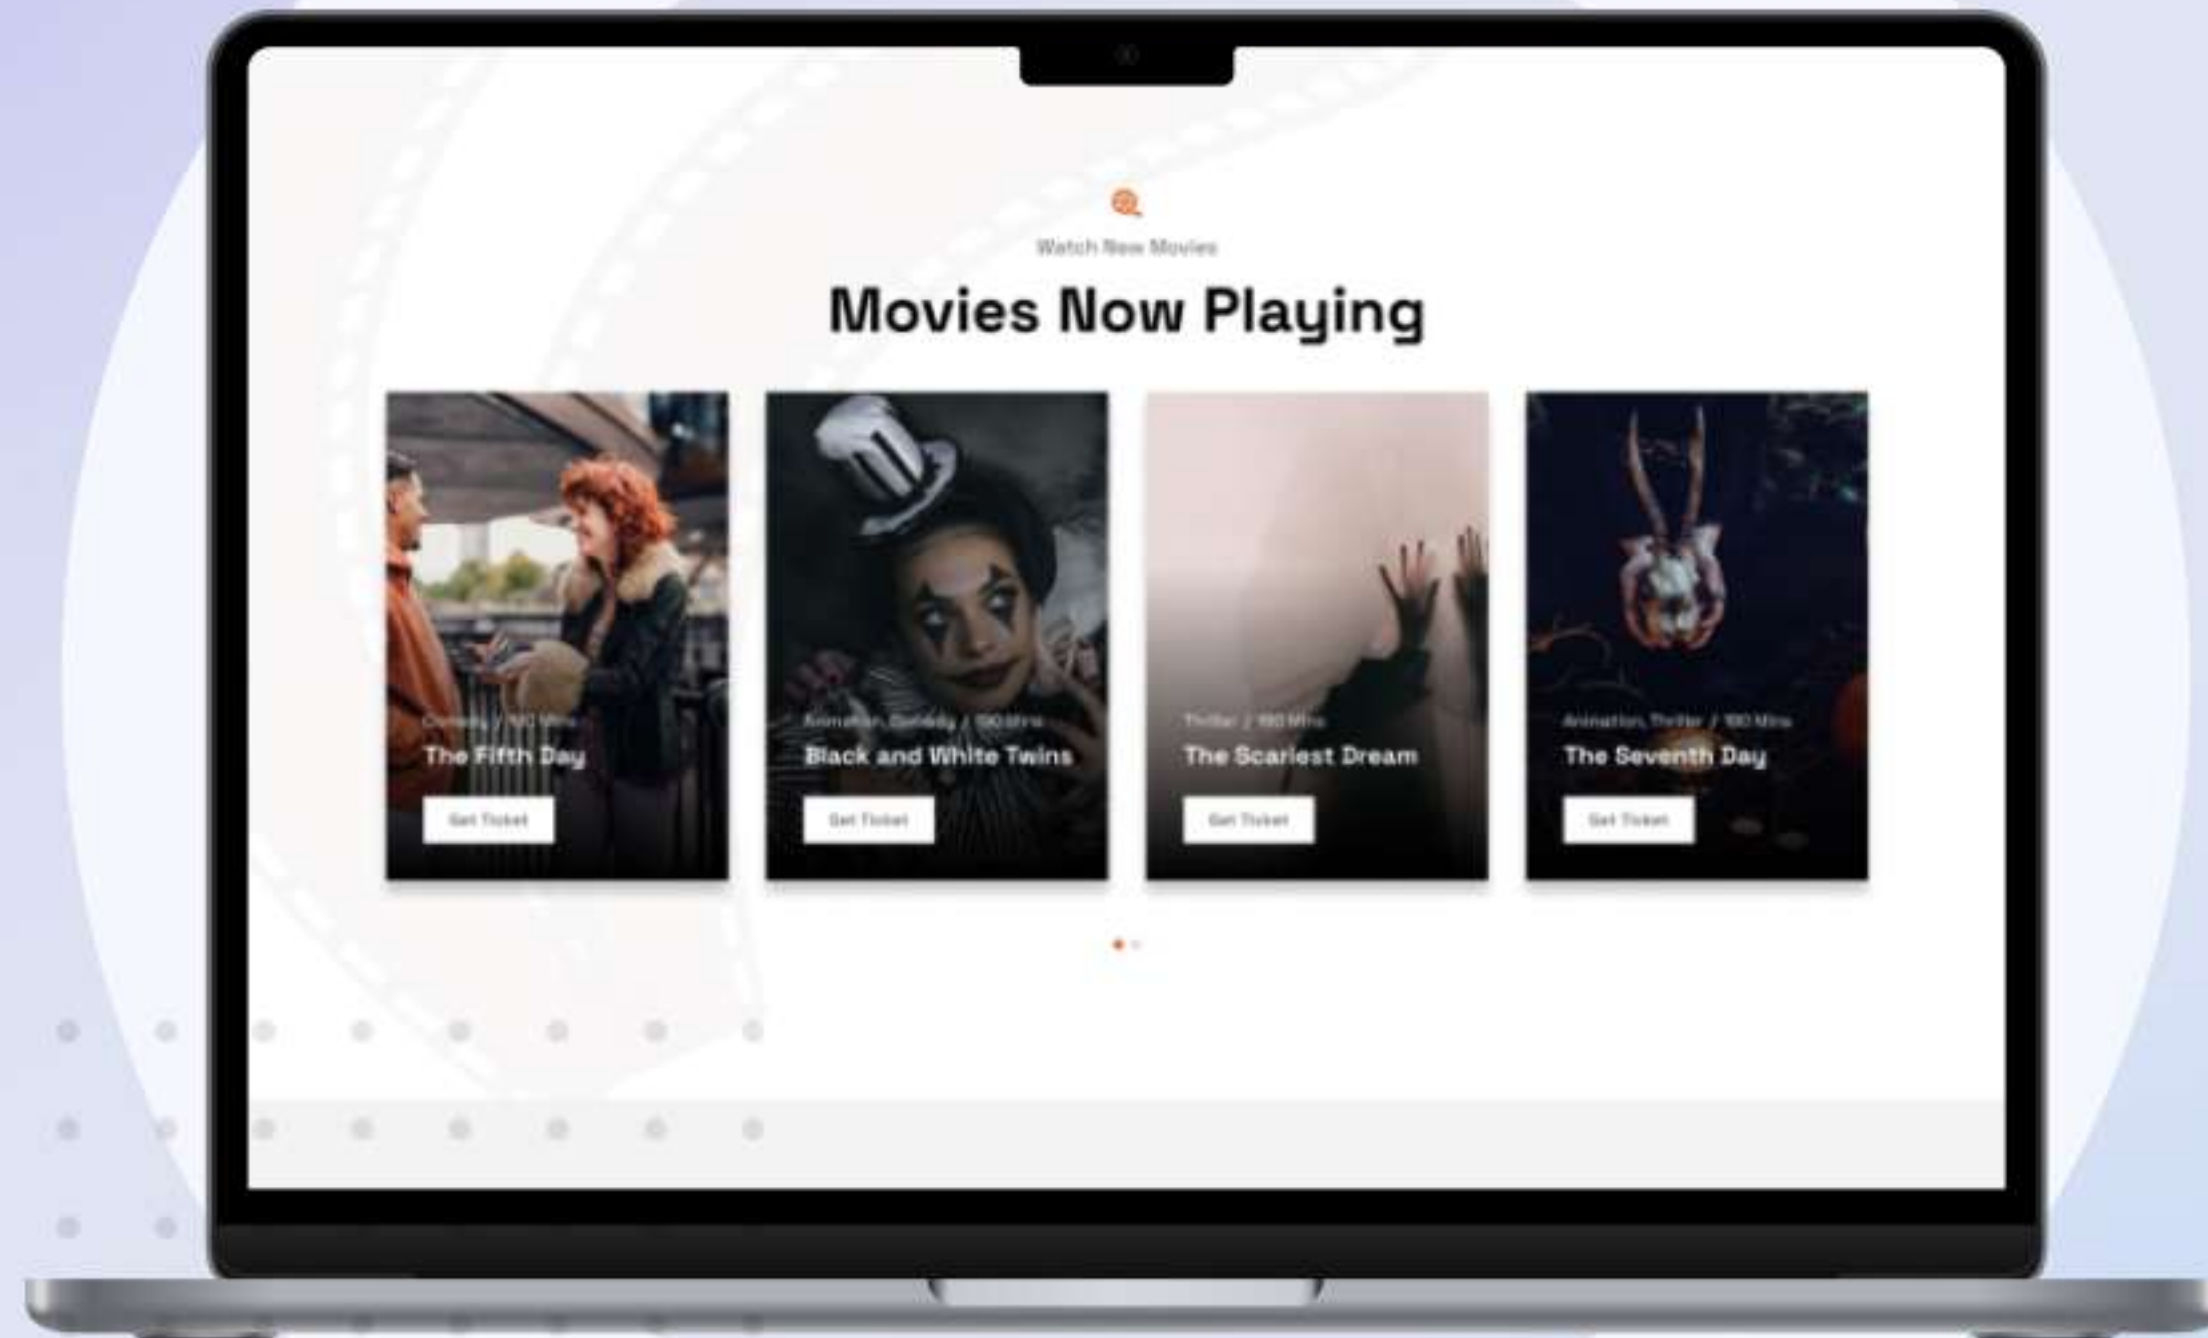 Watch New Movies
Movies Now Playing
Comedy / 180 Mins
The Fifth Day
Get Ticket
Animation, Comedy / 180 Mins
Black and White Twins
Get Ticket
Thriller / 180 Mins
The Scariest Dream
Get Ticket
Animation, Thriller / 180 Mins
The Seventh Day
Get Ticket